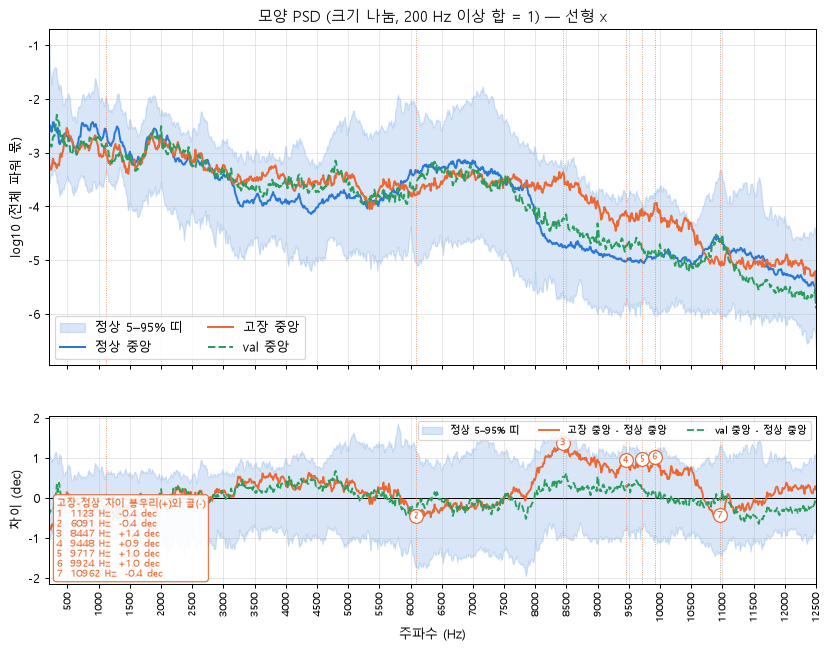 모양 PSD (크기 나눔, 200 Hz 이상 합 = 1) — 선형 x
log10 (전체 파워 몫)
-1
-2
-3
-4
-5
-6
정상 5–95% 띠
정상 중앙
고장 중앙
val 중앙
차이 (dec)
2
1
0
-1
-2
정상 5–95% 띠
고장 중앙 - 정상 중앙
val 중앙 - 정상 중앙
3
4
5
6
2
7
고장-정상 차이 봉우리(+)와 골(-)
1 1123 Hz -0.4 dec
2 6091 Hz -0.4 dec
3 8447 Hz +1.4 dec
4 9448 Hz +0.9 dec
5 9717 Hz +1.0 dec
6 9924 Hz +1.0 dec
7 10962 Hz -0.4 dec
500 1000 1500 2000 2500 3000 3500 4000 4500 5000 5500 6000 6500 7000 7500 8000 8500 9000 9500 10000 10500 11000 11500 12000 12500
주파수 (Hz)